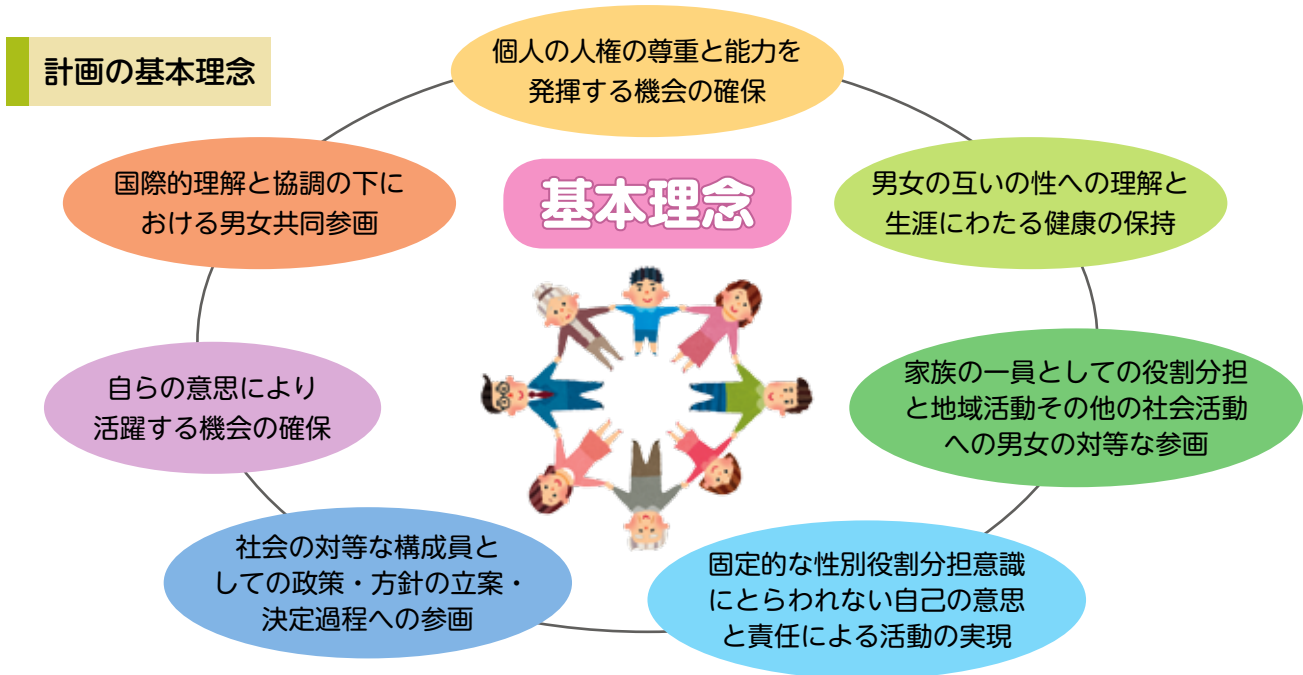 計画の基本理念
個人の人権の尊重と能力を
発揮する機会の確保
基本理念
国際的理解と協調の下に
おける男女共同参画
男女の互いの性への理解と
生涯にわたる健康の保持
自らの意思により
活躍する機会の確保
家族の一員としての役割分担
と地域活動その他の社会活動
への男女の対等な参画
社会の対等な構成員と
しての政策・方針の立案・
決定過程への参画
固定的な性別役割分担意識
にとらわれない自己の意思
と責任による活動の実現